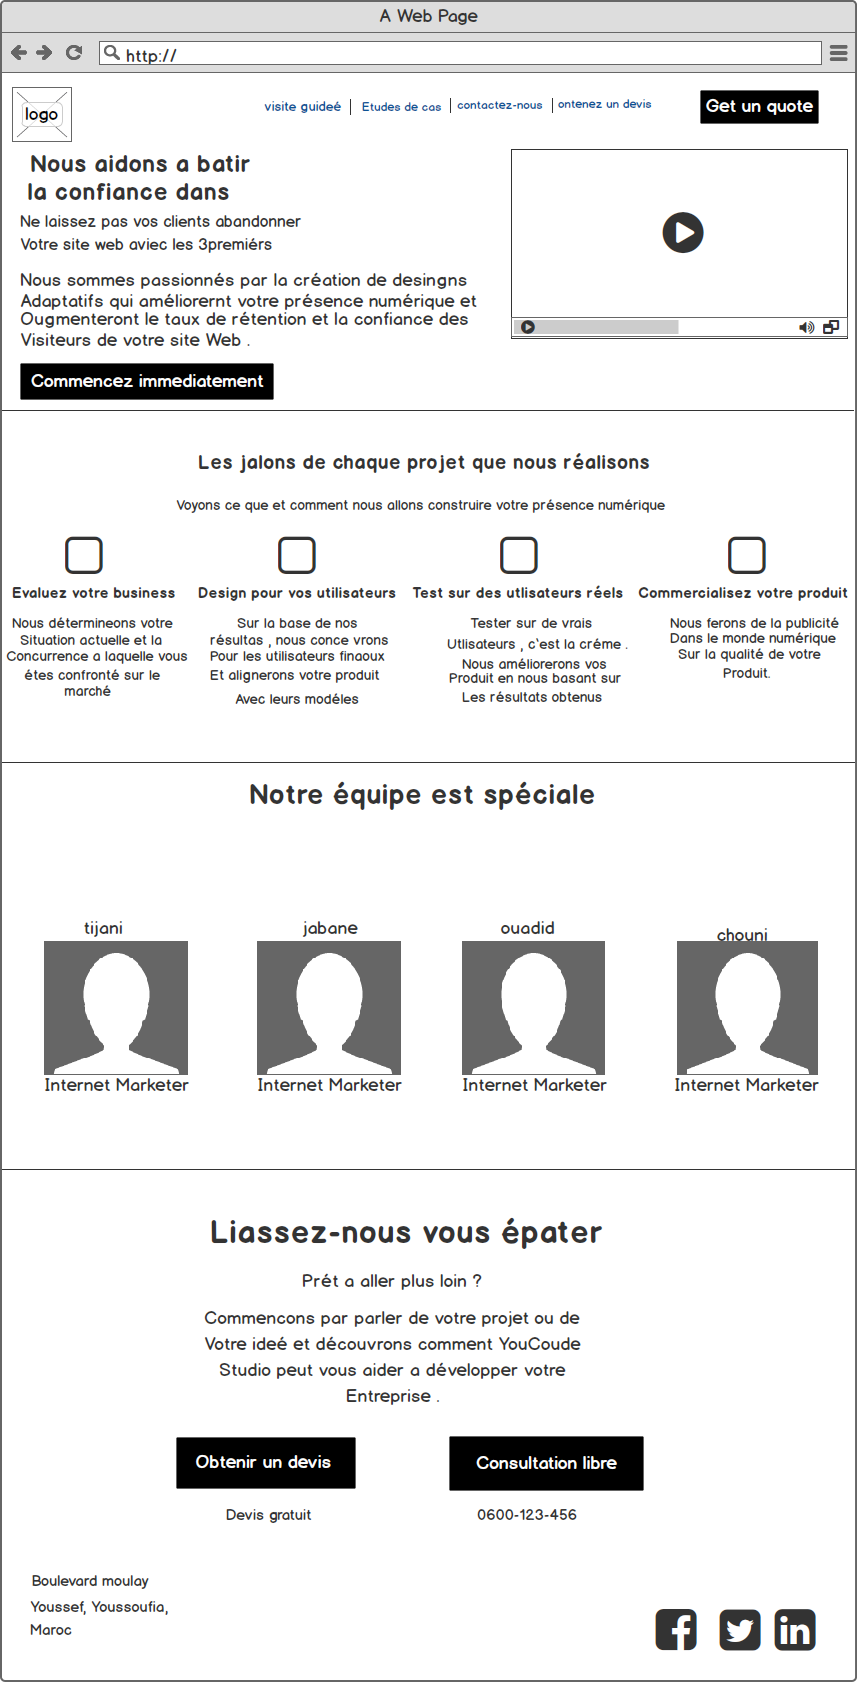 A Web Page
http://
logo
visite guideé
Etudes de cas
contactez-nous
ontenez un devis
Get un quote
Nous aidons a batir
la confiance dans
Ne laissez pas vos clients abandonner
Votre site web aviec les 3premiérs
Nous sommes passionnés par la création de desingns
Adaptatifs qui améliorernt votre présence numérique et
Ougmenteront le taux de rétention et la confiance des
Visiteurs de votre site Web .
Commencez immediatement
Les jalons de chaque projet que nous réalisons
Voyons ce que et comment nous allons construire votre présence numérique
Evaluez votre business
Nous détermineons votre
Situation actuelle et la
Concurrence a laquelle vous
étes confronté sur le
marché
Design pour vos utilisateurs
Sur la base de nos
résultas , nous conce vrons
Pour les utilisateurs finaoux
Et alignerons votre produit
Avec leurs modéles
Test sur des utlisateurs réels
Tester sur de vrais
Utlisateurs , c'est la créme .
Nous améliorerons vos
Produit en nous basant sur
Les résultats obtenus
Commercialisez votre produit
Nous ferons de la publicité
Dans le monde numérique
Sur la qualité de votre
Produit.
Notre équipe est spéciale
tijani
jabane
ouadid
chouni
Internet Marketer
Internet Marketer
Internet Marketer
Internet Marketer
Liassez-nous vous épater
Prét a aller plus loin ?
Commencons par parler de votre projet ou de
Votre ideé et découvrons comment YouCoude
Studio peut vous aider a développer votre
Entreprise .
Obtenir un devis
Consultation libre
Devis gratuit
0600-123-456
Boulevard moulay
Youssef, Youssoufia,
Maroc